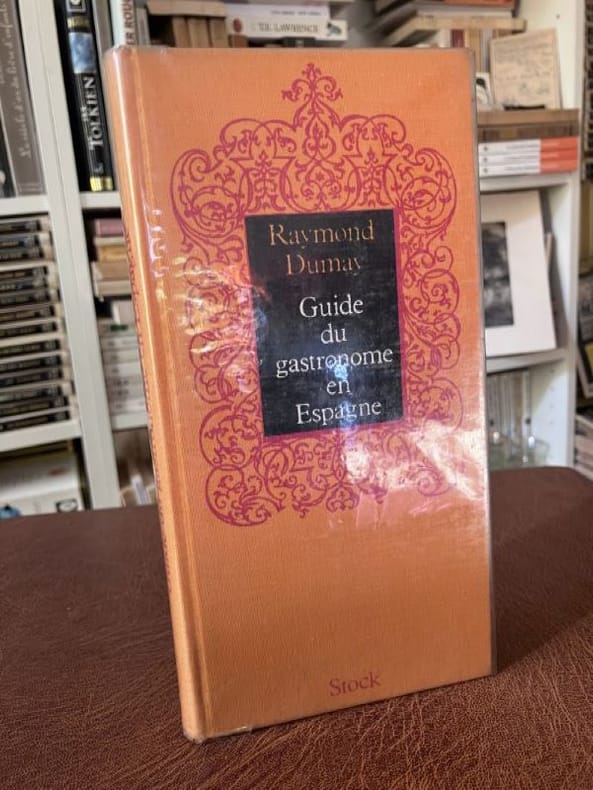 Raymond
Dumay
Guide
du
gastronome
en
Espagne
Stock
TOLKIEN
T.E. LAWRENCE